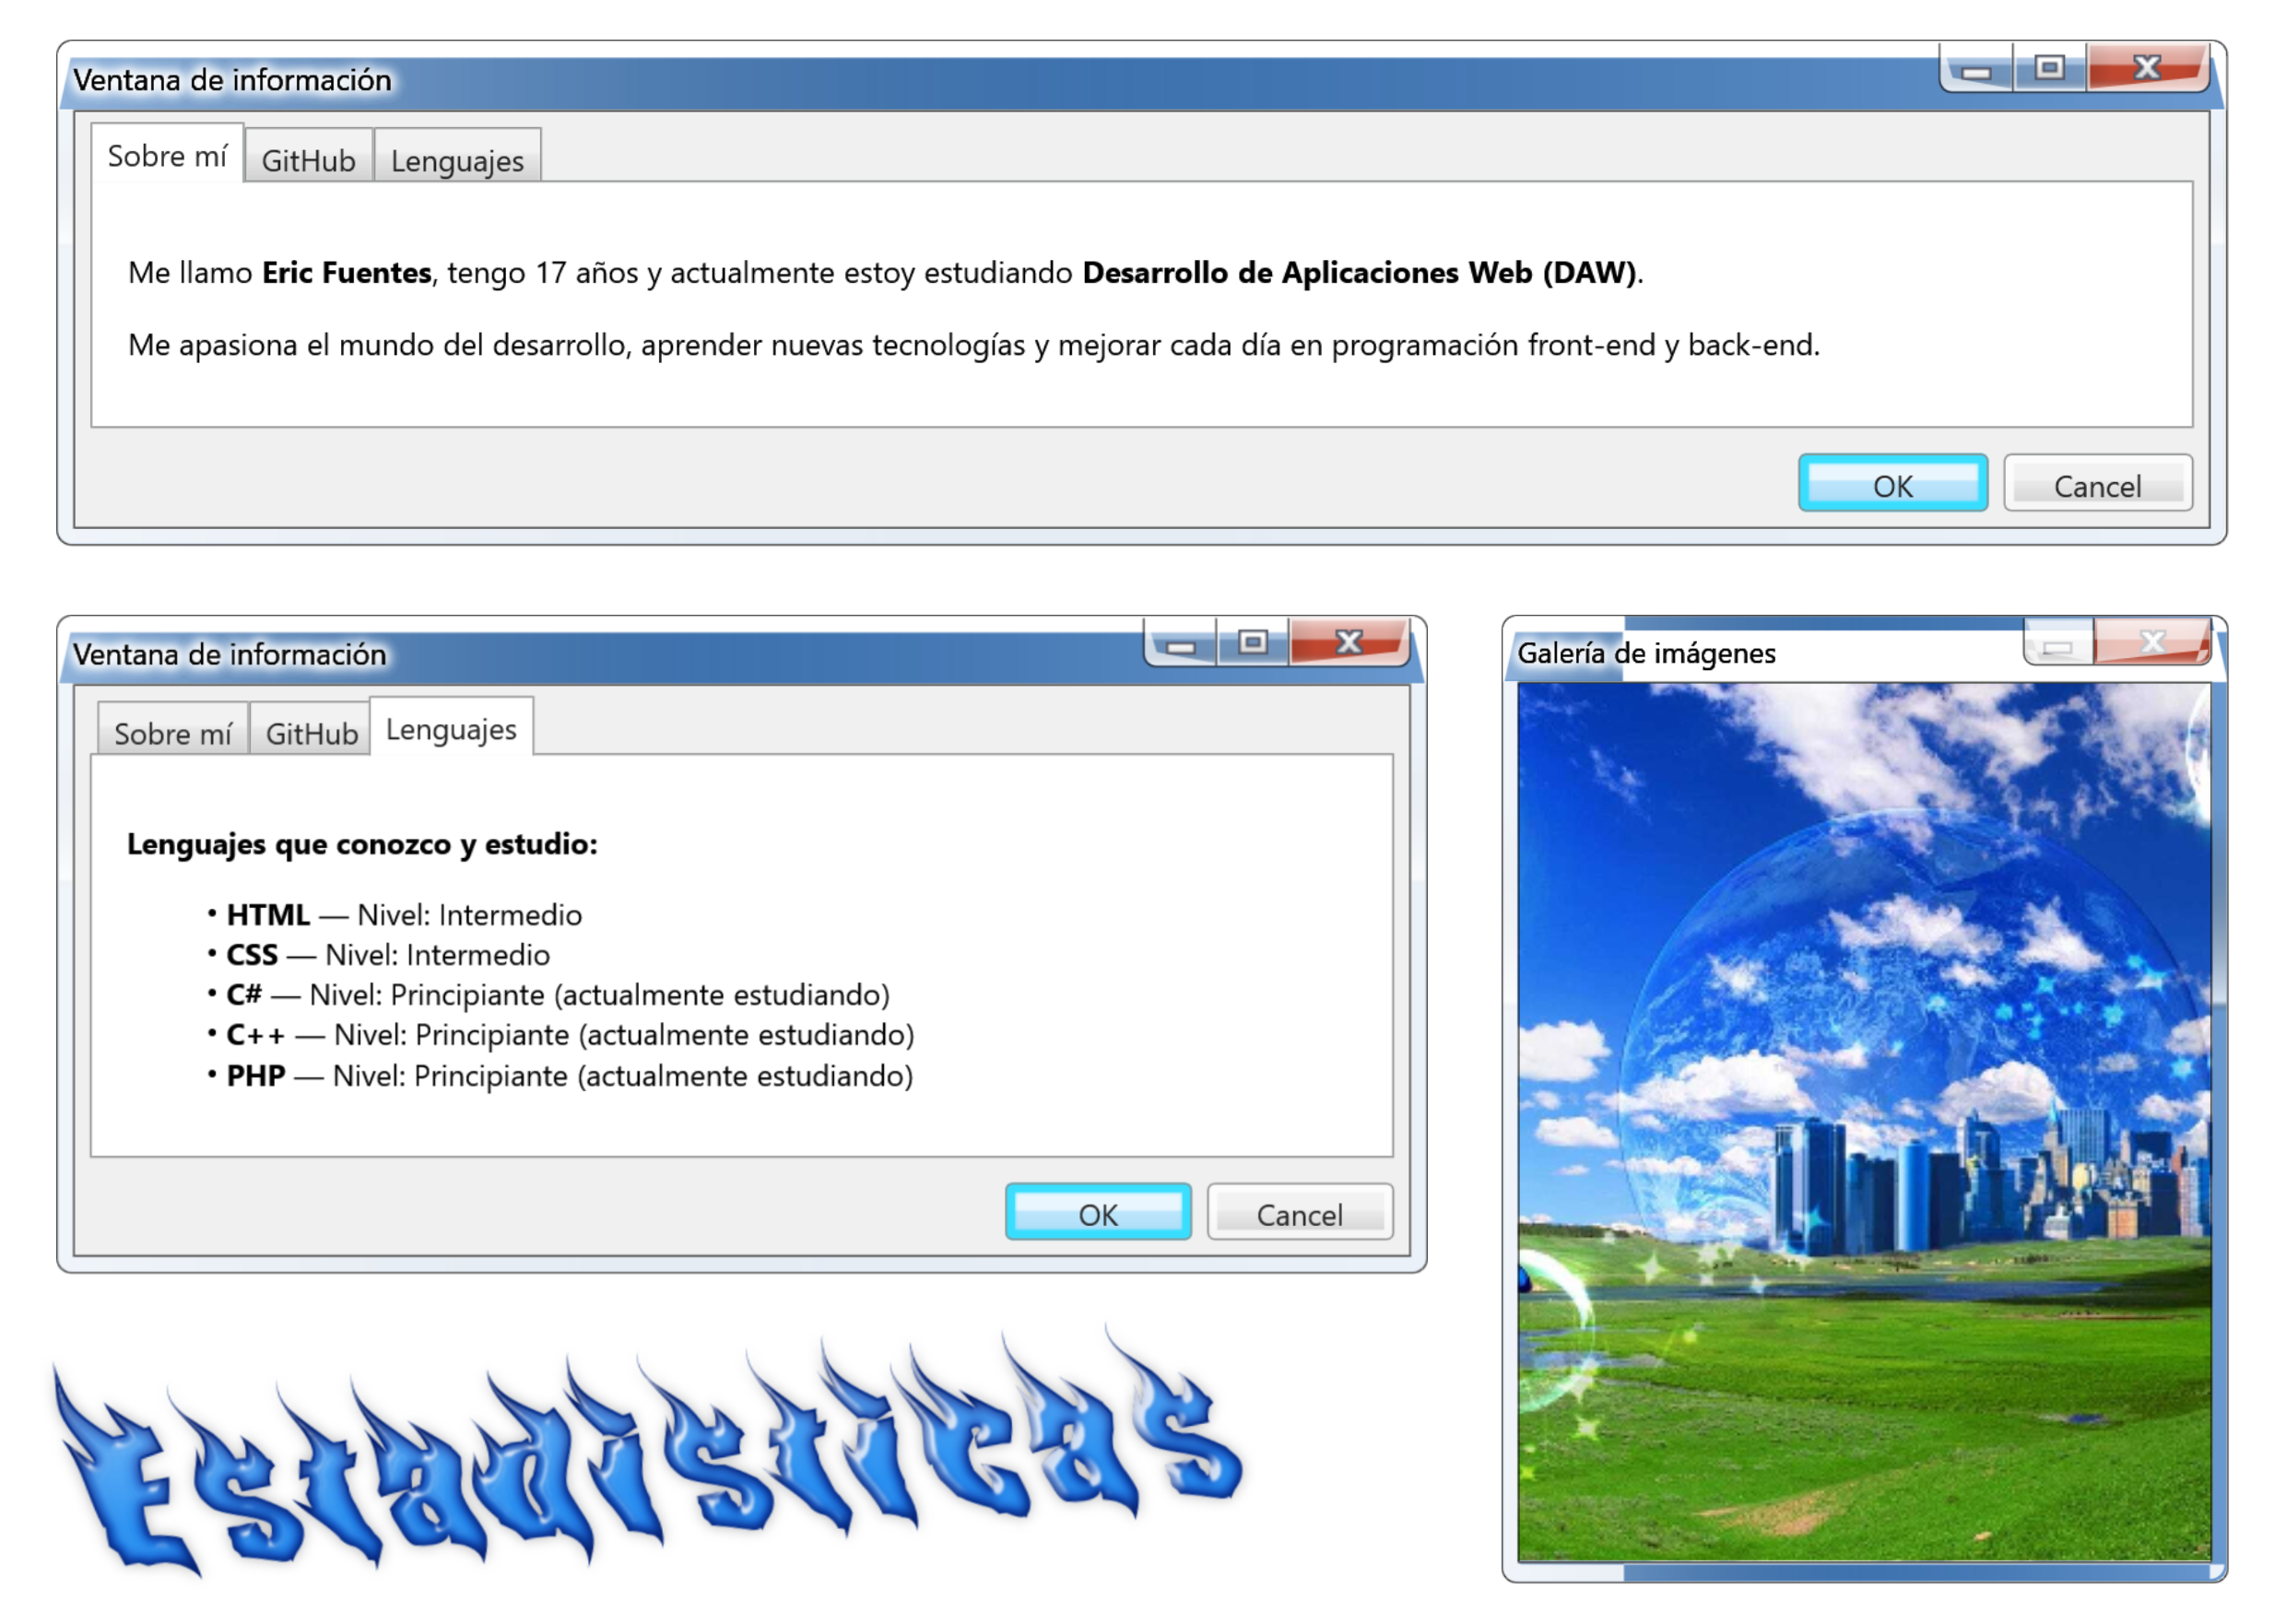 Ventana de información
Sobre mí GitHub Lenguajes
Me llamo Eric Fuentes, tengo 17 años y actualmente estoy estudiando Desarrollo de Aplicaciones Web (DAW).
Me apasiona el mundo del desarrollo, aprender nuevas tecnologías y mejorar cada día en programación front-end y back-end.
OK Cancel
Ventana de información
Sobre mí GitHub Lenguajes
Lenguajes que conozco y estudio:
• HTML — Nivel: Intermedio
• CSS — Nivel: Intermedio
• C# — Nivel: Principiante (actualmente estudiando)
• C++ — Nivel: Principiante (actualmente estudiando)
• PHP — Nivel: Principiante (actualmente estudiando)
OK Cancel
Galería de imágenes
Estadisticas